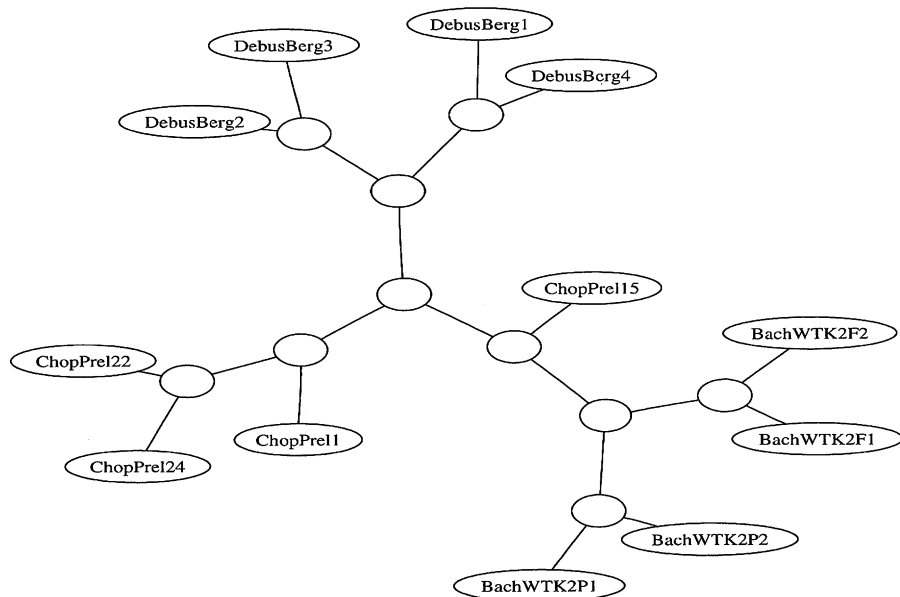 DebusBerg1
DebusBerg3
DebusBerg4
DebusBerg2
ChopPrel15
BachWTK2F2
ChopPrel22
ChopPrel1
BachWTK2F1
ChopPrel24
BachWTK2P2
BachWTK2P1